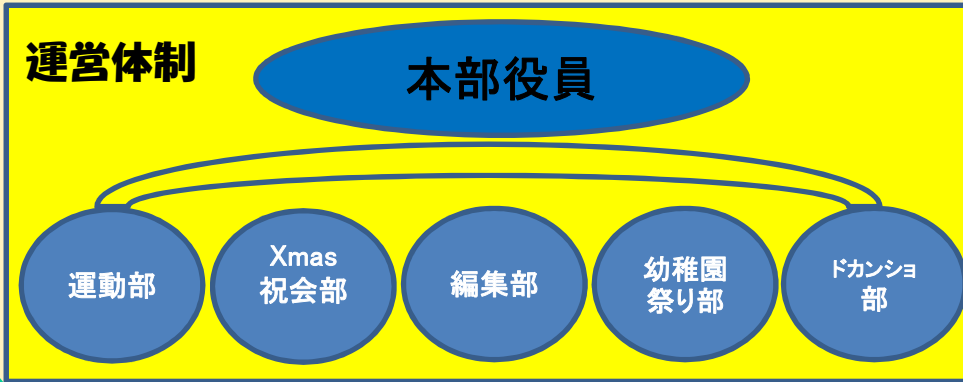 運営体制
本部役員
運動部
Xmas
祝会部
編集部
幼稚園
祭り部
ドカンショ
部